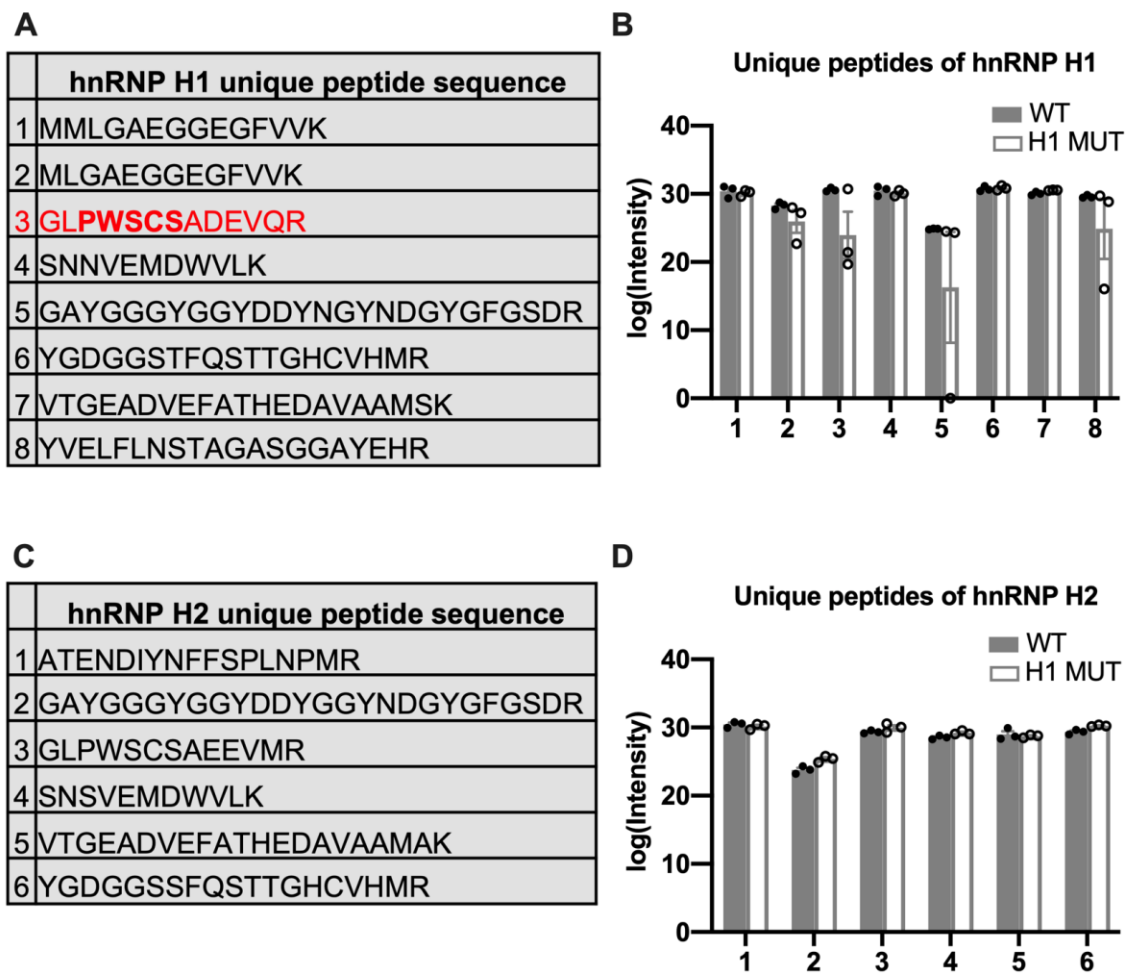 A
hnRNP H1 unique peptide sequence
1 MMLGAEGGEGFVVK
2 MLGAEGGEGFVVK
3 GLPWSCSADEVQR
4 SNNVEMDWVLK
5 GAYGGGYGGYDDYNGYNDGYGFGSDR
6 YGDGGSTFQSTTGHCVHMR
7 VTGEADVEFATHEDAVAAMSK
8 YVELFLNSTAGASGGAYEHR
B
Unique peptides of hnRNP H1
WT
H1 MUT
log(Intensity)
40
30
20
10
0
1 2 3 4 5 6 7 8
C
hnRNP H2 unique peptide sequence
1 ATENDIYNFFSPLNPMR
2 GAYGGGYGGYDDYGGYNDGYGFGSDR
3 GLPWSCSAEEVMR
4 SNSVEMDWVLK
5 VTGEADVEFATHEDAVAAMAK
6 YGDGGSSFQSTTGHCVHMR
D
Unique peptides of hnRNP H2
WT
H1 MUT
log(Intensity)
40
30
20
10
0
1 2 3 4 5 6